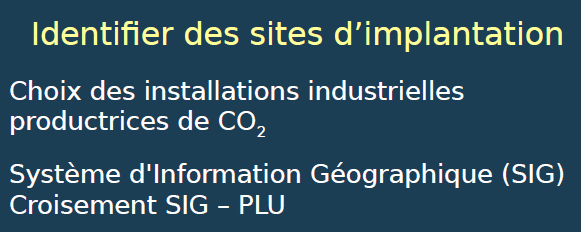 Identifier des sites d’implantation
Choix des installations industrielles
productrices de CO₂
Système d'Information Géographique (SIG)
Croisement SIG – PLU